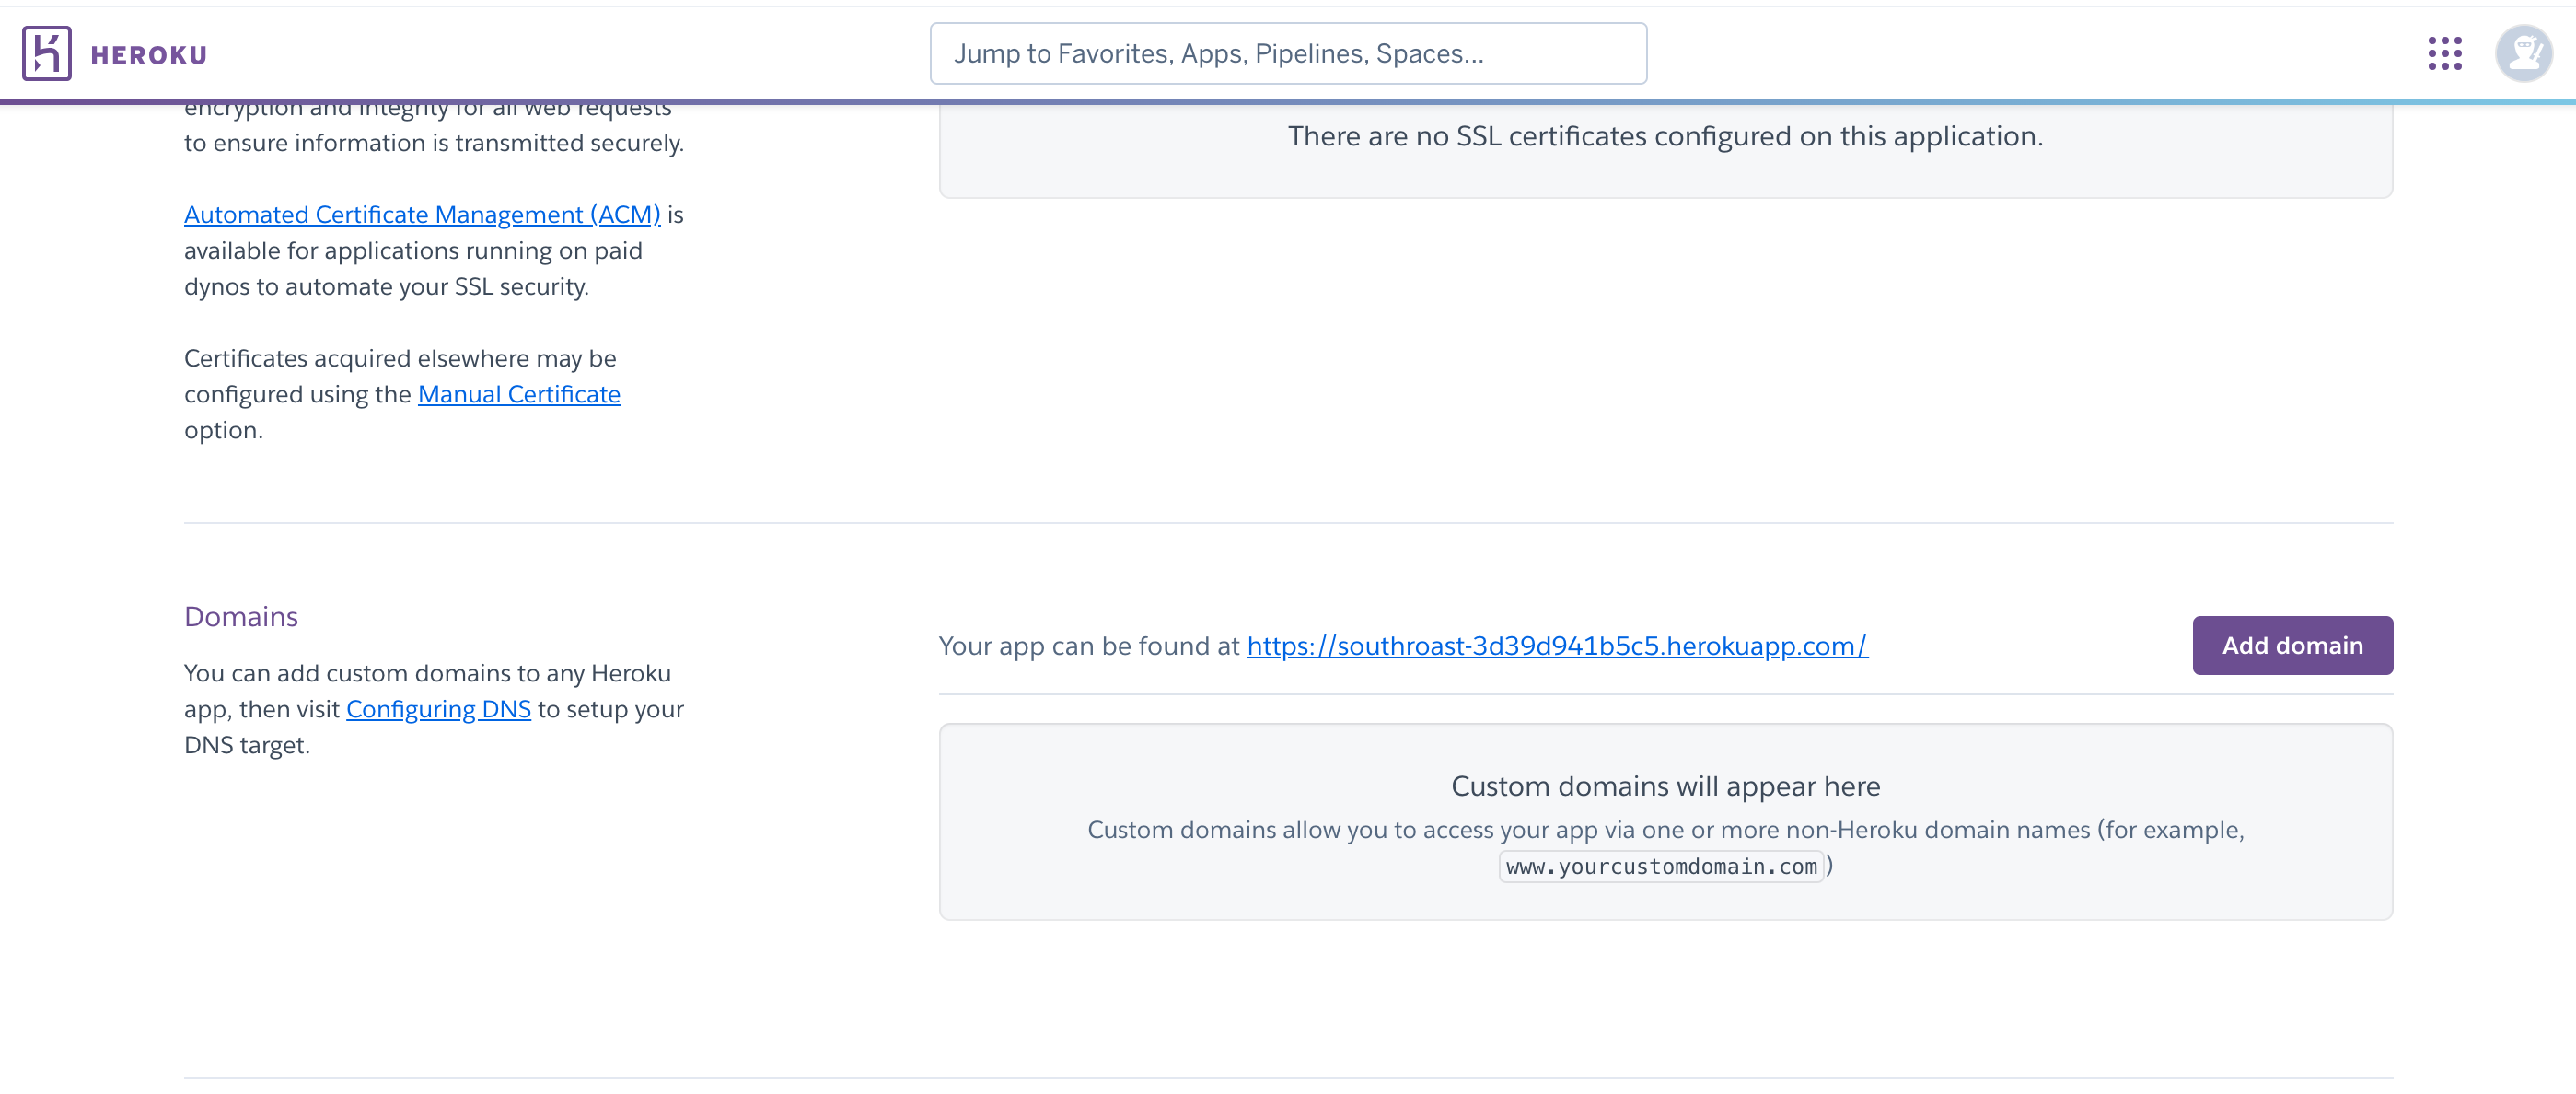 HEROKU
Jump to Favorites, Apps, Pipelines, Spaces...
encryption and integrity for all web requests
to ensure information is transmitted securely.
Automated Certificate Management (ACM) is
available for applications running on paid
dynos to automate your SSL security.
Certificates acquired elsewhere may be
configured using the Manual Certificate
option.
There are no SSL certificates configured on this application.
Domains
You can add custom domains to any Heroku
app, then visit Configuring DNS to setup your
DNS target.
Your app can be found at https://southroast-3d39d941b5c5.herokuapp.com/
Add domain
Custom domains will appear here
Custom domains allow you to access your app via one or more non-Heroku domain names (for example,
www.yourcustomdomain.com)